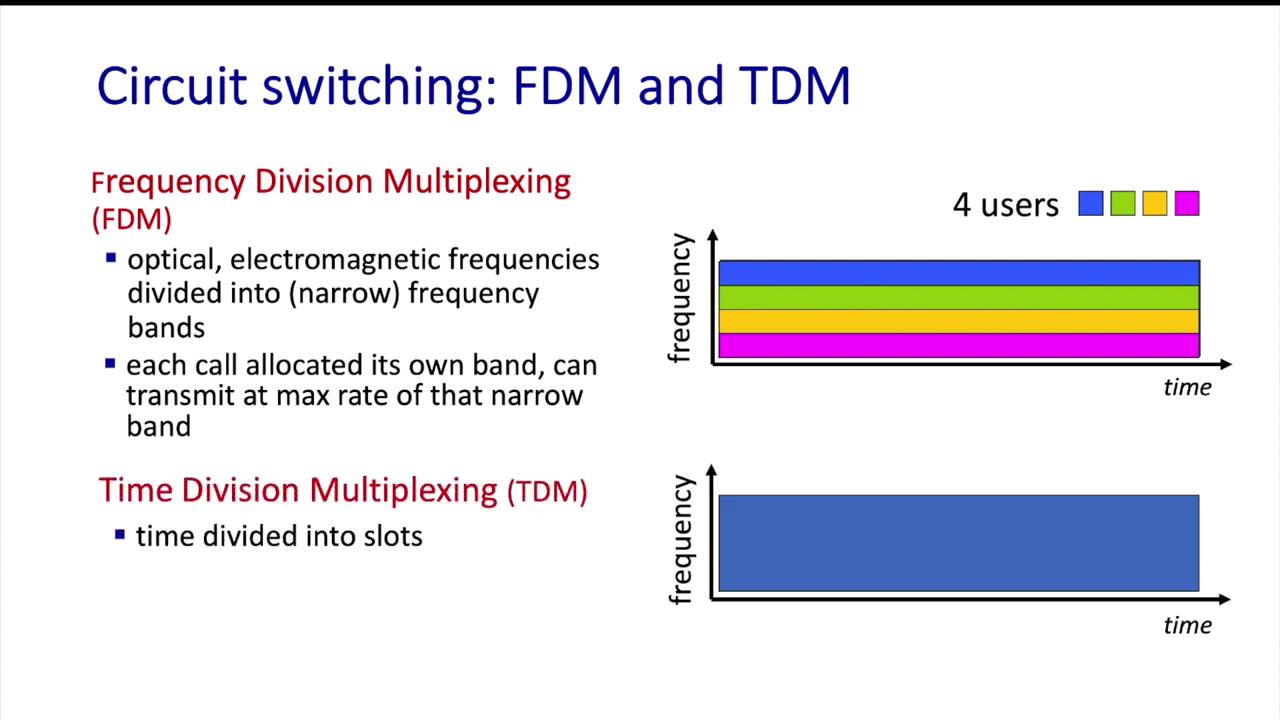 Circuit switching: FDM and TDM
Frequency Division Multiplexing
(FDM)
▪ optical, electromagnetic frequencies
divided into (narrow) frequency
bands
▪ each call allocated its own band, can
transmit at max rate of that narrow
band
Time Division Multiplexing (TDM)
▪ time divided into slots
4 users
frequency
time
frequency
time